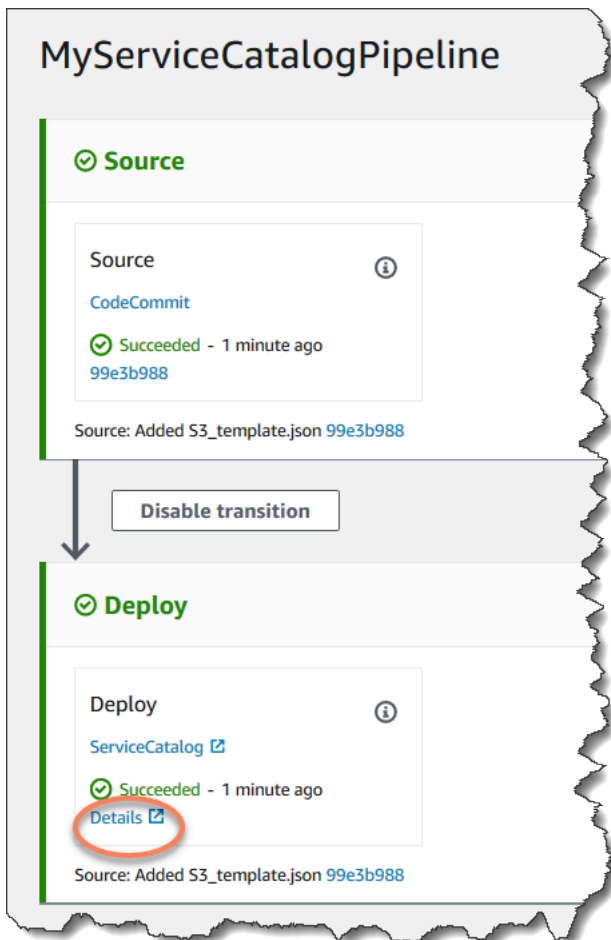 MyServiceCatalogPipeline
Source
Source
CodeCommit
Succeeded - 1 minute ago
99e3b988
Source: Added S3_template.json 99e3b988
Disable transition
Deploy
Deploy
ServiceCatalog
Succeeded - 1 minute ago
Details
Source: Added S3_template.json 99e3b988